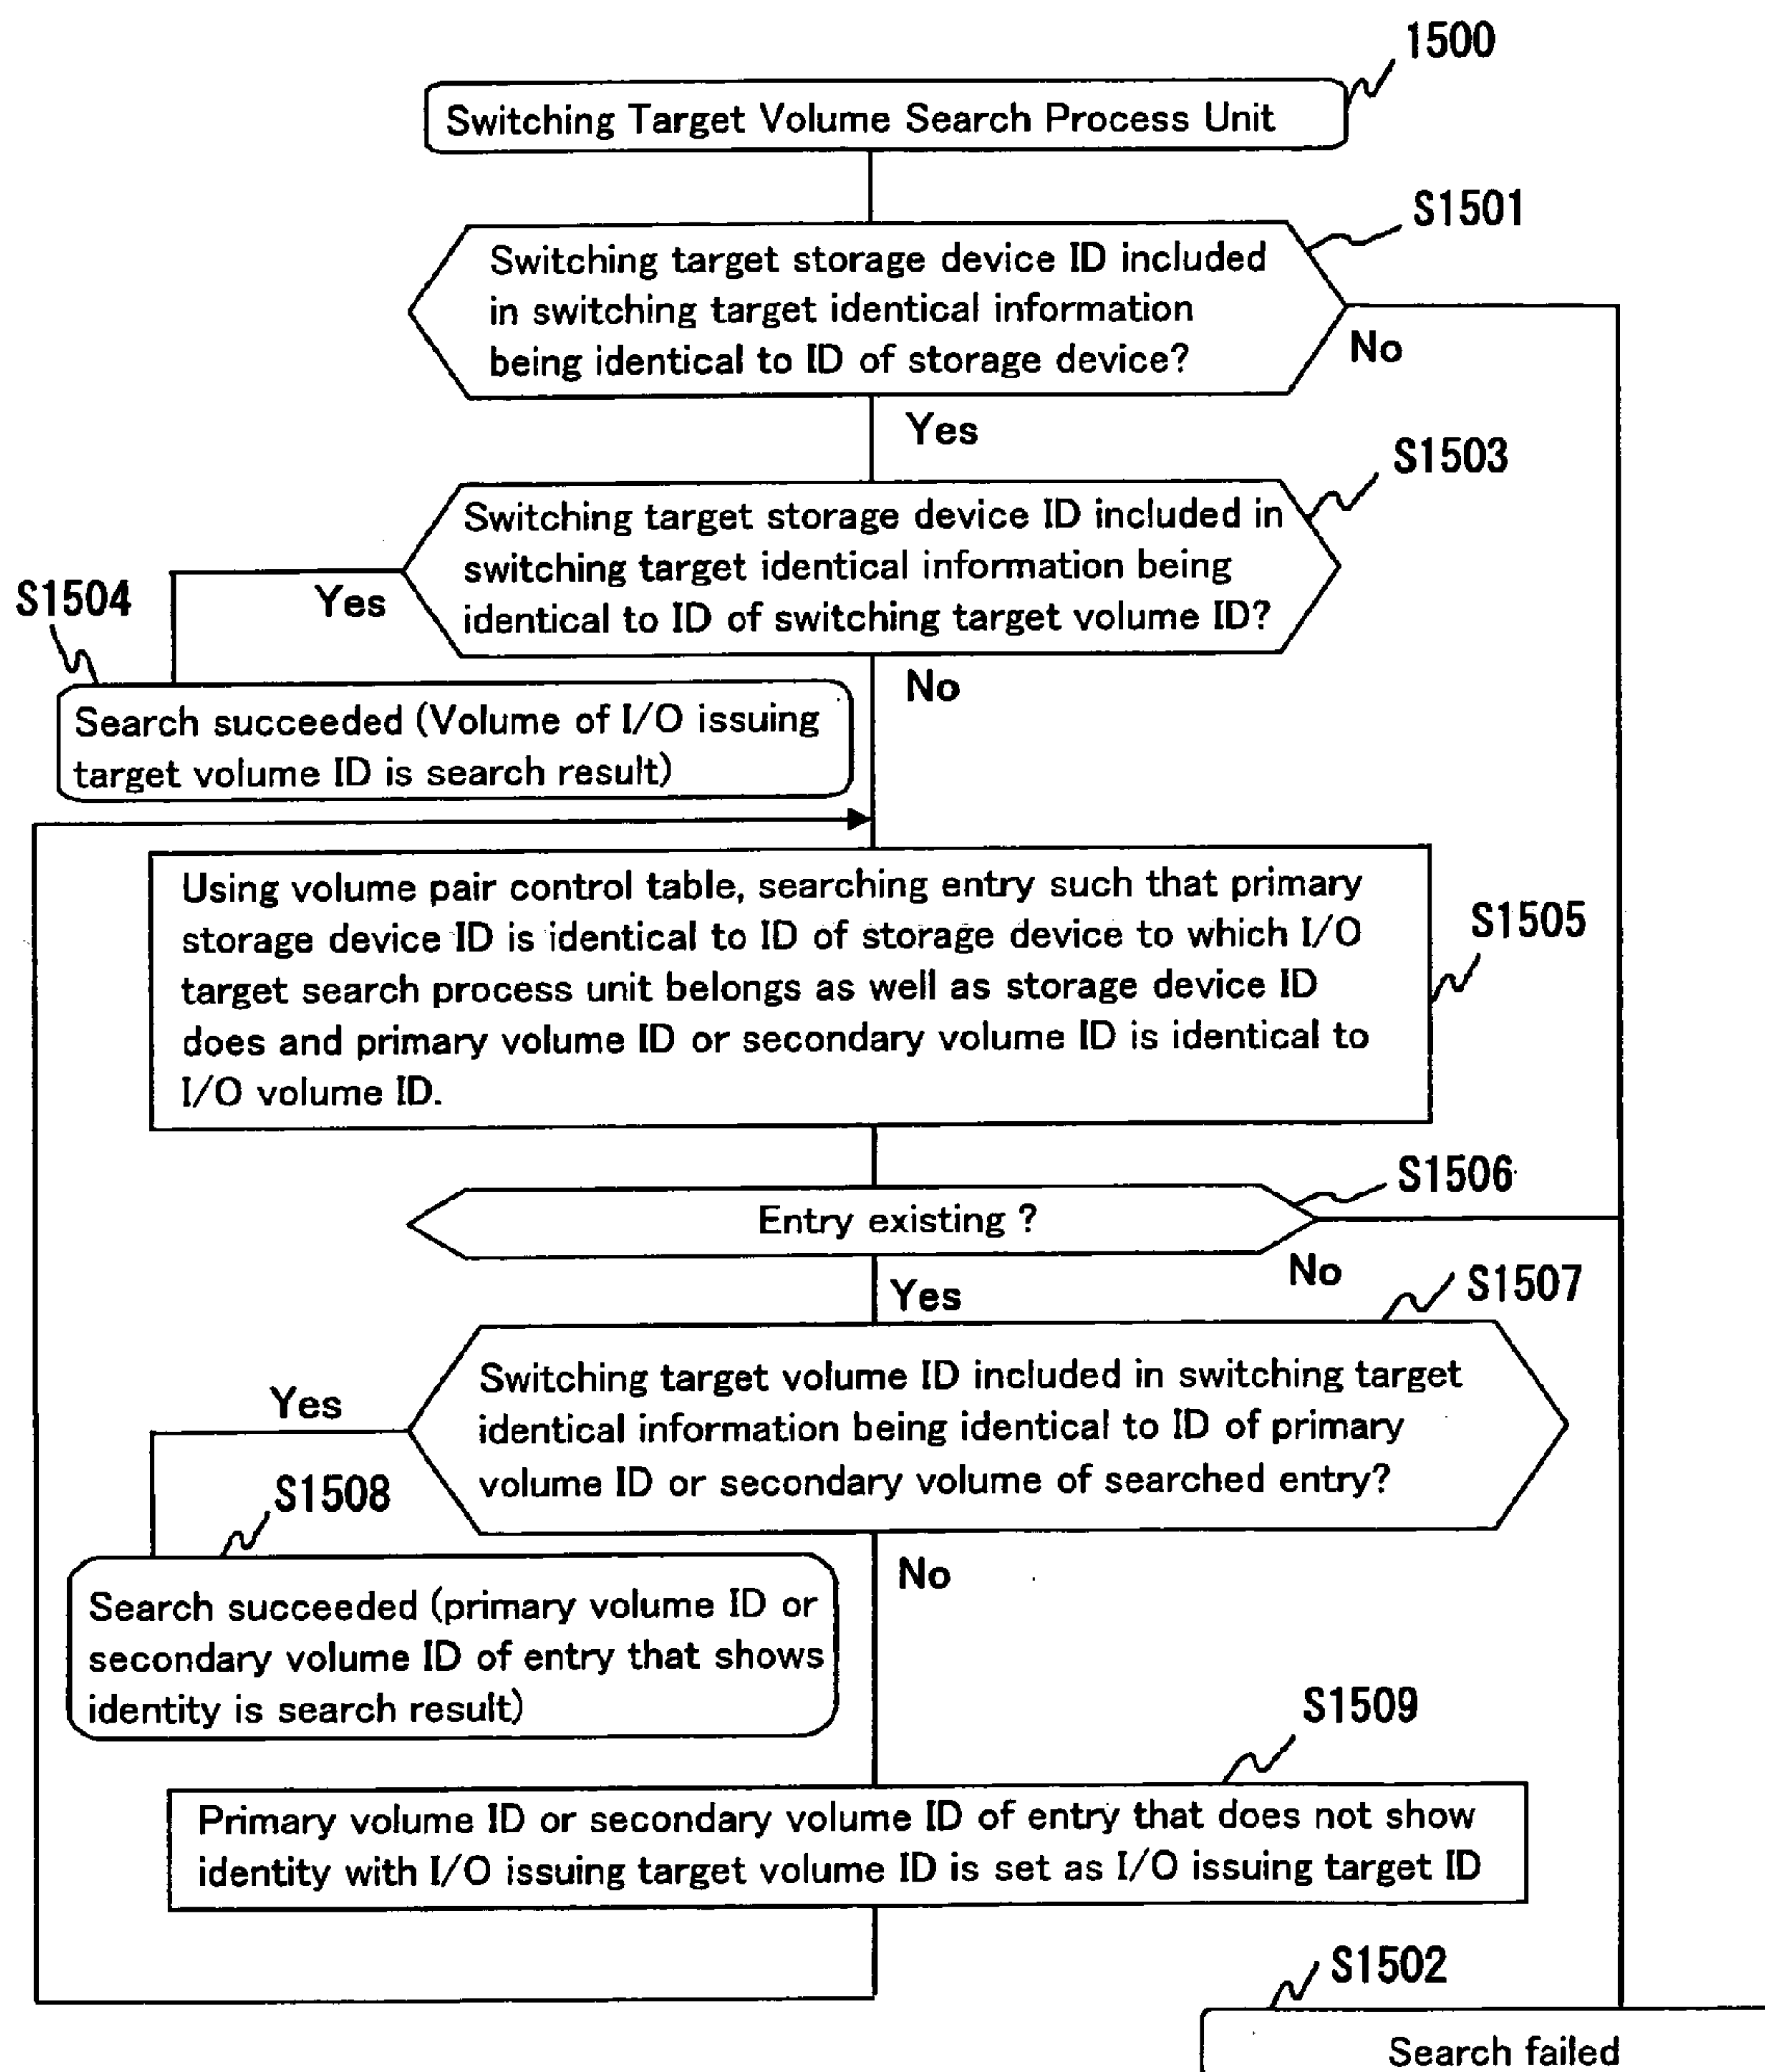 1500
Switching Target Volume Search Process Unit
S1501
Switching target storage device ID included
in switching target identical information
being identical to ID of storage device?
No
Yes
S1503
Switching target storage device ID included in
switching target identical information being
identical to ID of switching target volume ID?
Yes
S1504
No
Search succeeded (Volume of I/O issuing
target volume ID is search result)
Using volume pair control table, searching entry such that primary
storage device ID is identical to ID of storage device to which I/O
target search process unit belongs as well as storage device ID
does and primary volume ID or secondary volume ID is identical to
I/O volume ID.
S1505
S1506
Entry existing ?
No
Yes
S1507
Switching target volume ID included in switching target
identical information being identical to ID of primary
volume ID or secondary volume of searched entry?
Yes
S1508
No
Search succeeded (primary volume ID or
secondary volume ID of entry that shows
identity is search result)
S1509
Primary volume ID or secondary volume ID of entry that does not show
identity with I/O issuing target volume ID is set as I/O issuing target ID
S1502
Search failed